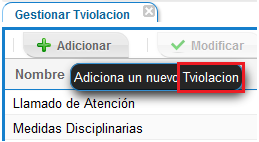 Gestionar Tviolacion
Adicionar Modificar
Nombre Adiciona un nuevo Tviolacion
Llamado de Atención
Medidas Disciplinarias